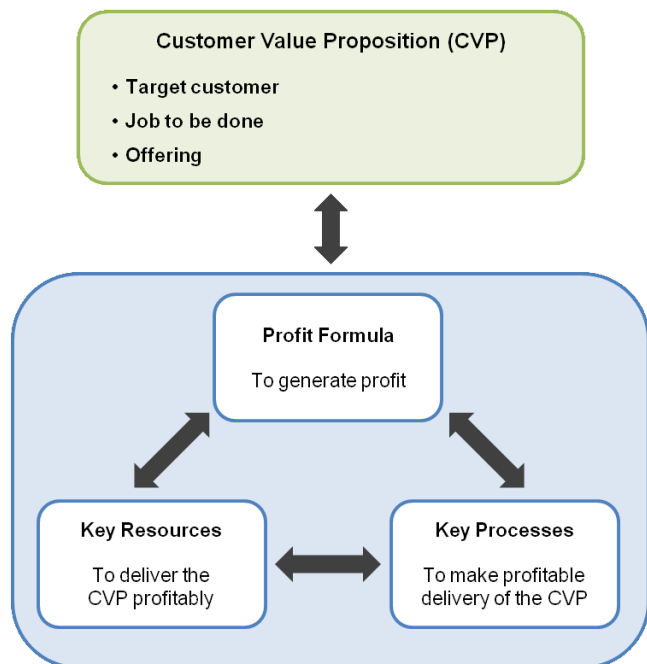 Customer Value Proposition (CVP)
• Target customer
• Job to be done
• Offering
Profit Formula
To generate profit
Key Resources
To deliver the
CVP profitably
Key Processes
To make profitable
delivery of the CVP